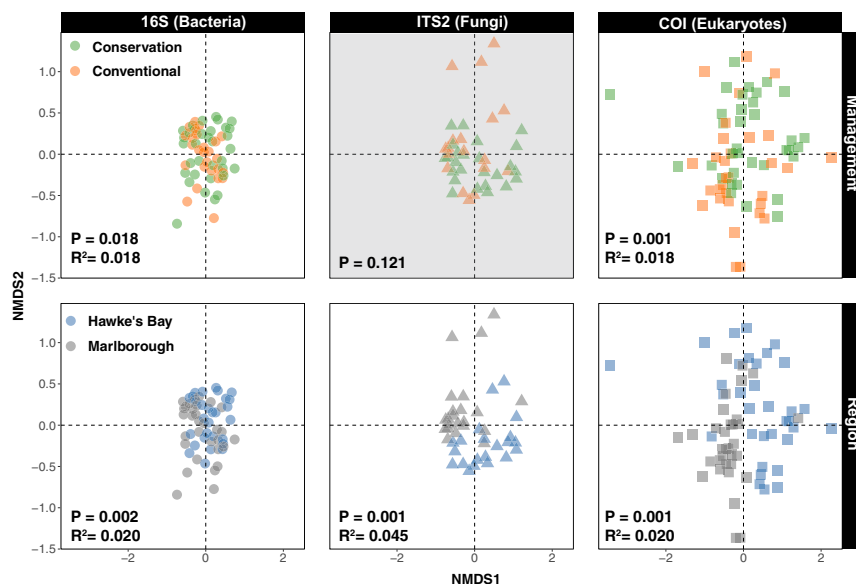 16S (Bacteria)
ITS2 (Fungi)
COI (Eukaryotes)
Conservation
Conventional
1.0
0.5
0.0
−0.5
−1.0
−1.5
P = 0.018
R²= 0.018
P = 0.121
P = 0.001
R²= 0.018
Management
NMDS2
Hawke's Bay
Marlborough
1.0
0.5
0.0
−0.5
−1.0
−1.5
P = 0.002
R²= 0.020
P = 0.001
R²= 0.045
P = 0.001
R²= 0.020
Region
−2 0 2
−2 0 2
−2 0 2
NMDS1